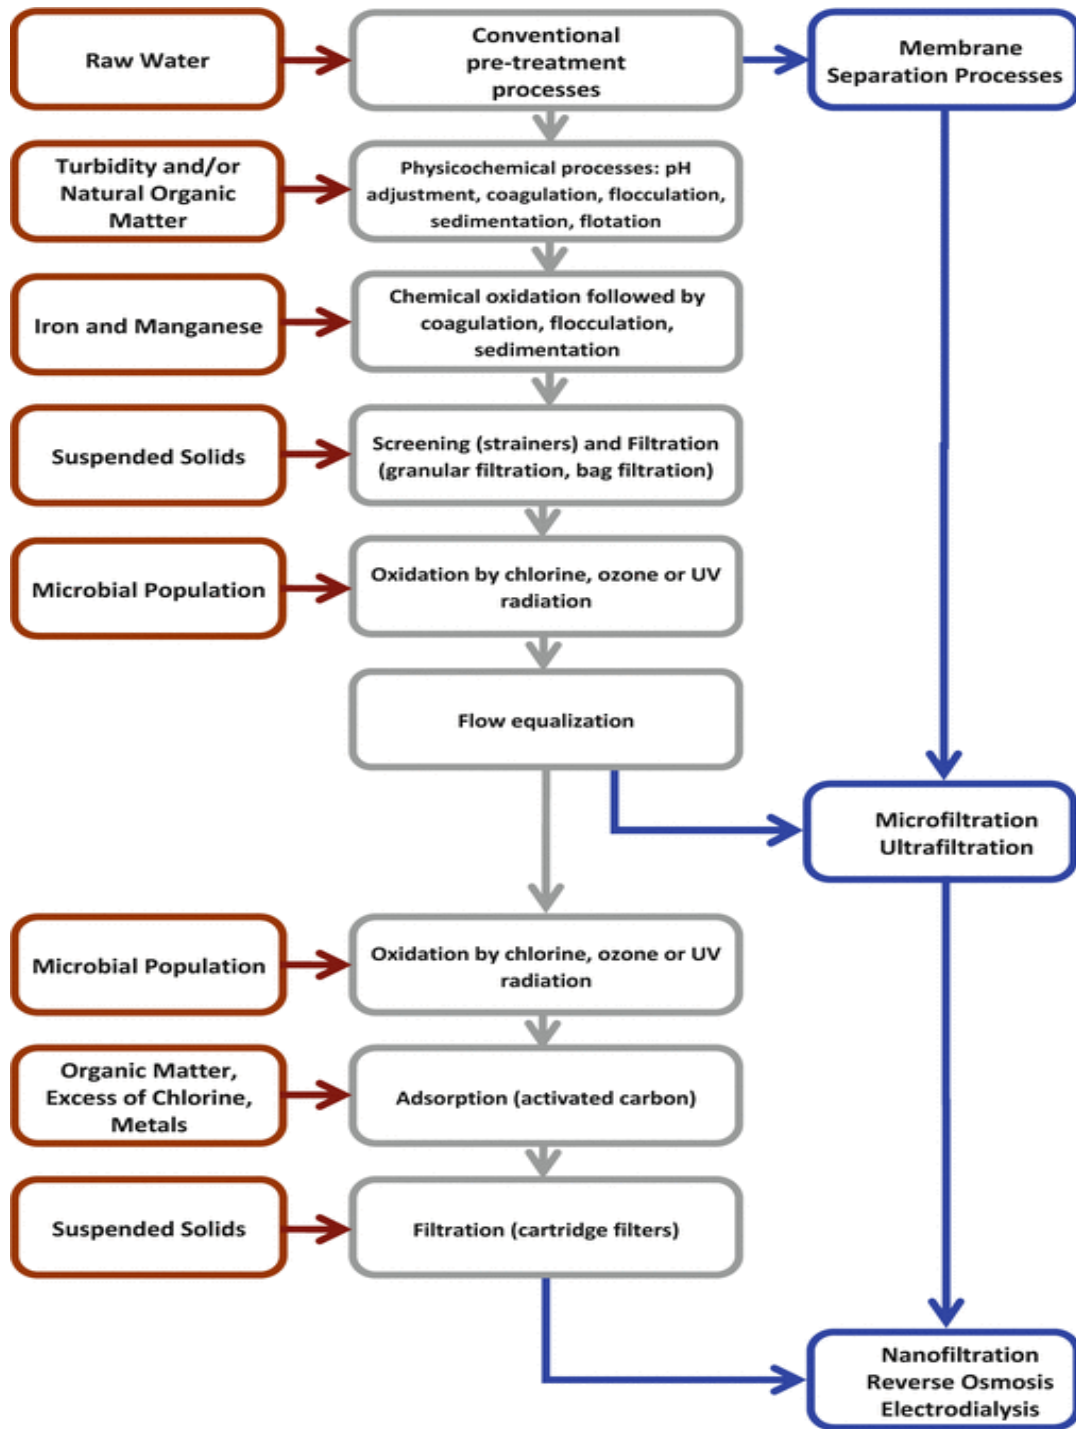 Raw Water
Conventional
pre-treatment
processes
Membrane
Separation Processes
Turbidity and/or
Natural Organic
Matter
Physicochemical processes: pH
adjustment, coagulation, flocculation,
sedimentation, flotation
Iron and Manganese
Chemical oxidation followed by
coagulation, flocculation,
sedimentation
Suspended Solids
Screening (strainers) and Filtration
(granular filtration, bag filtration)
Microbial Population
Oxidation by chlorine, ozone or UV
radiation
Flow equalization
Microfiltration
Ultrafiltration
Microbial Population
Oxidation by chlorine, ozone or UV
radiation
Organic Matter,
Excess of Chlorine,
Metals
Adsorption (activated carbon)
Suspended Solids
Filtration (cartridge filters)
Nanofiltration
Reverse Osmosis
Electrodialysis